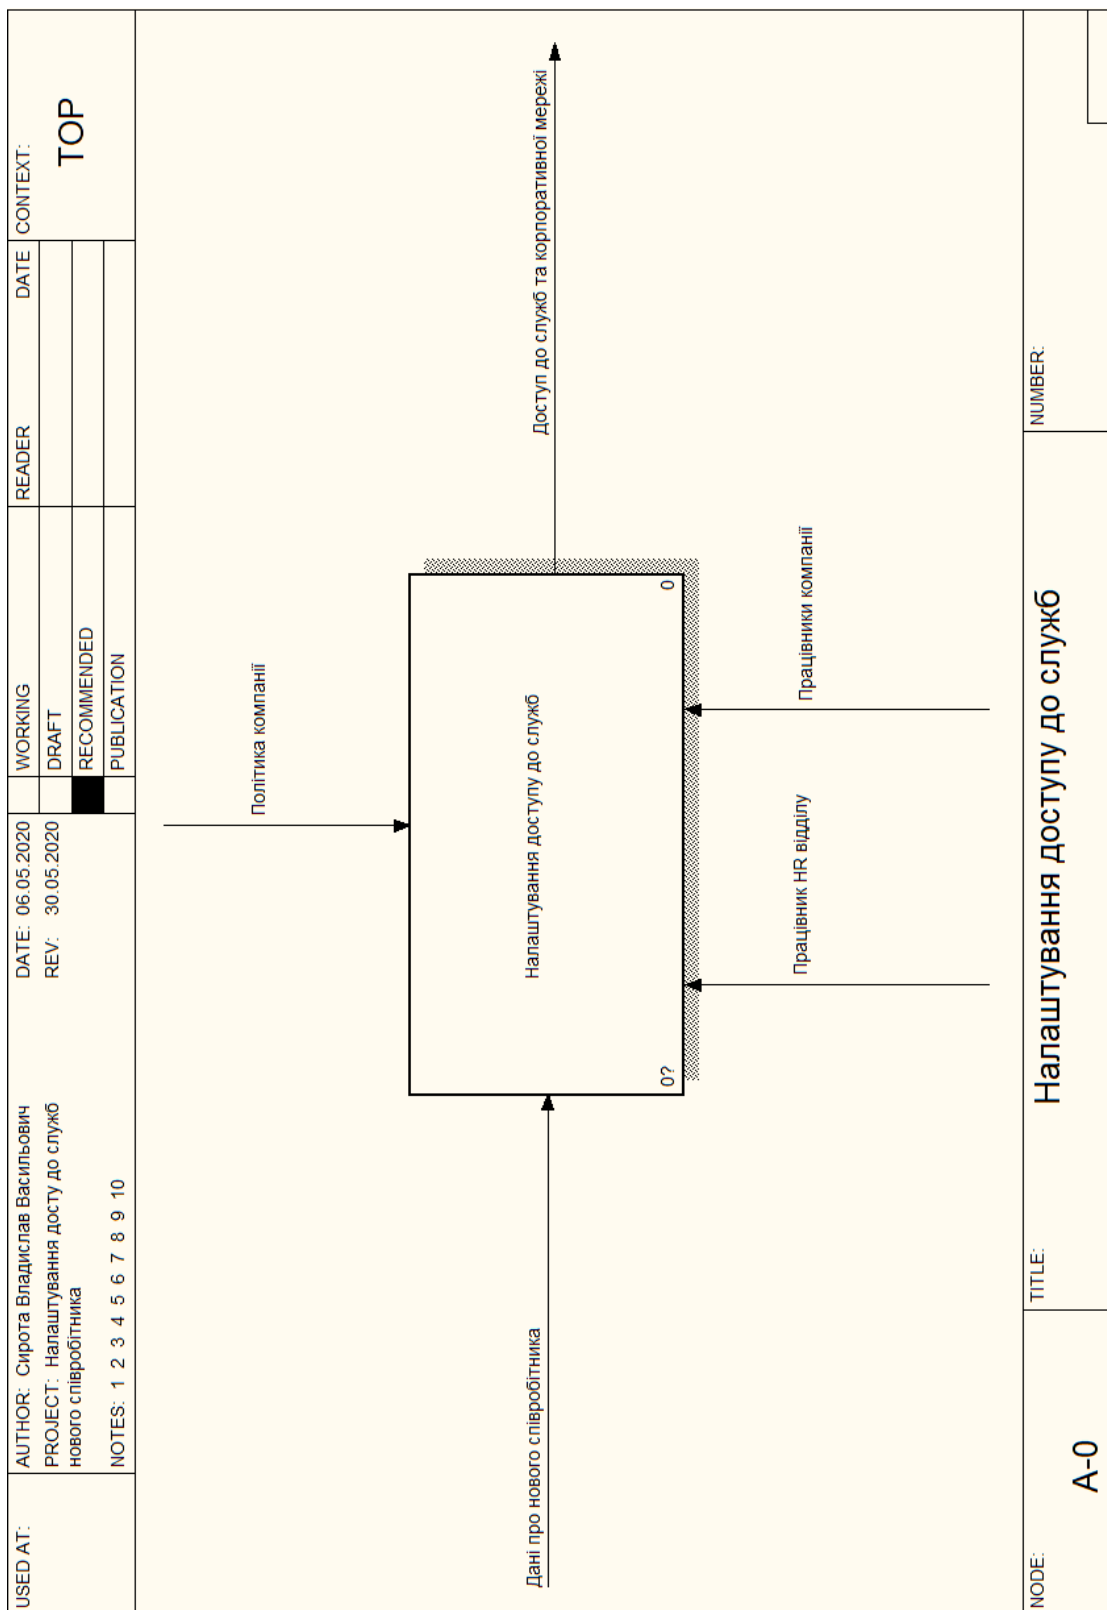 USED AT:
AUTHOR: Сирота Владислав Васильович
PROJECT: Налаштування досту до служб
нового співробітника
NOTES: 1 2 3 4 5 6 7 8 9 10
DATE: 06.05.2020
REV: 30.05.2020
WORKING
DRAFT
RECOMMENDED
PUBLICATION
READER
DATE
CONTEXT:
TOP
Політика компанії
Дані про нового співробітника
Налаштування доступу до служб
0?
0
Доступ до служб та корпоративної мережі
Працівник HR відділу
Працівники компанії
NODE:
A-0
TITLE:
Налаштування доступу до служб
NUMBER: